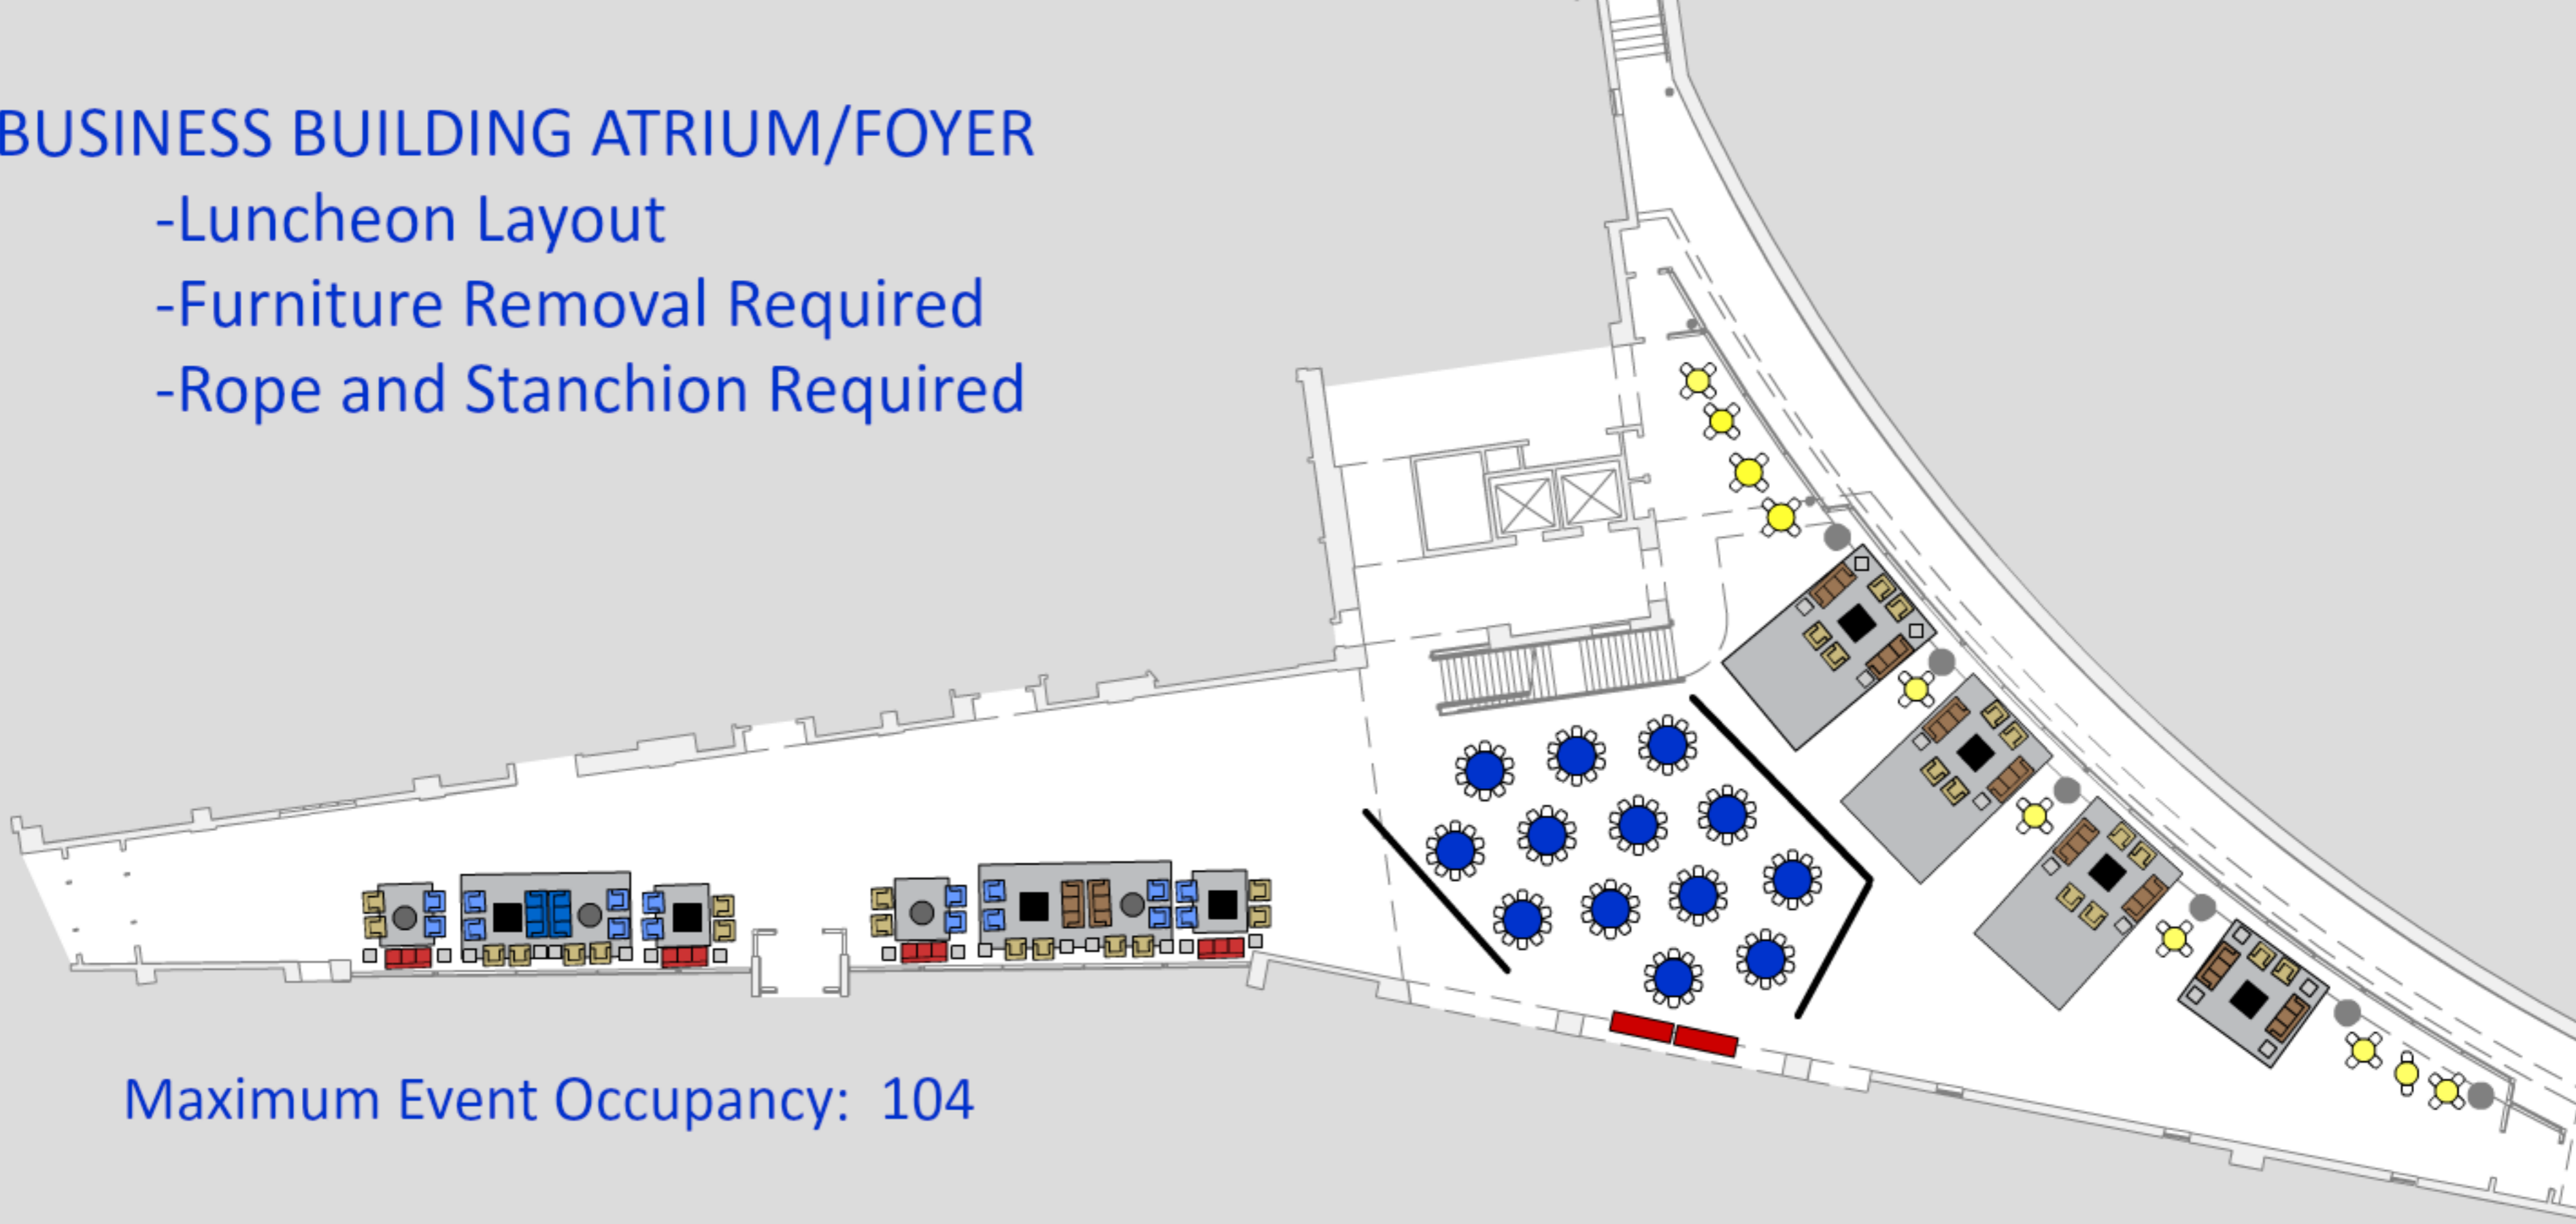 BUSINESS BUILDING ATRIUM/FOYER
-Luncheon Layout
-Furniture Removal Required
-Rope and Stanchion Required
Maximum Event Occupancy: 104